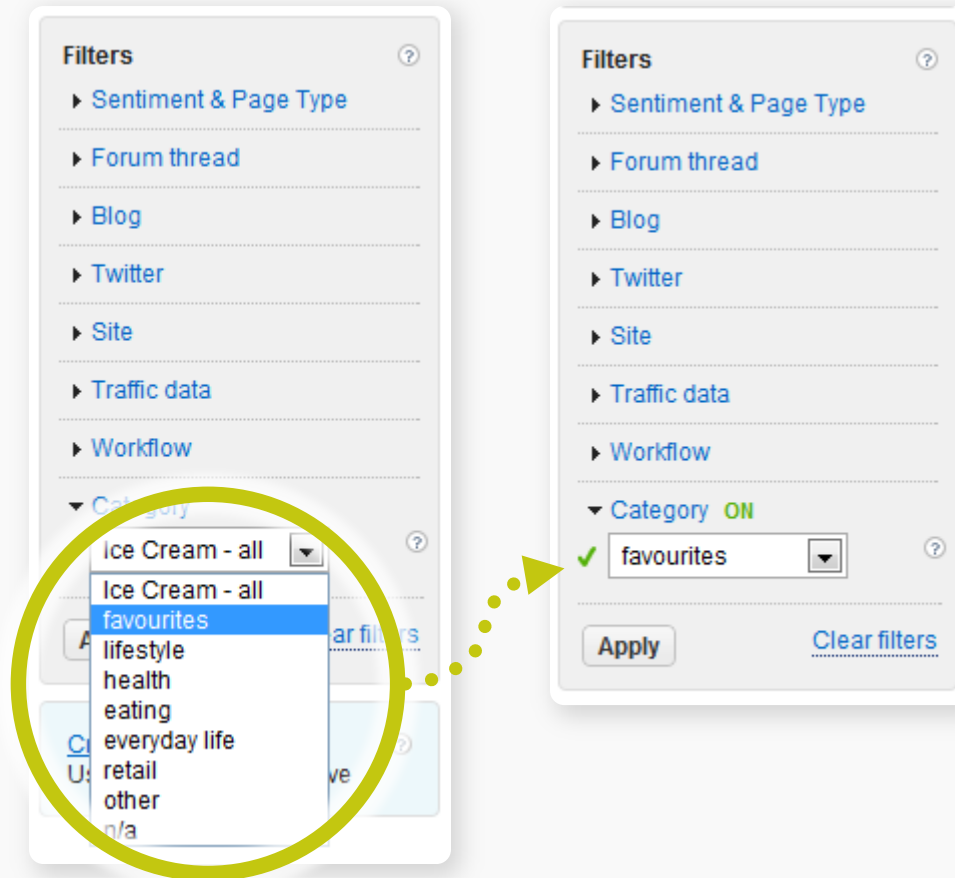 Filters
Sentiment & Page Type
Forum thread
Blog
Twitter
Site
Traffic data
Workflow
Category
Ice Cream - all
Ice Cream - all
favourites
lifestyle
health
eating
everyday life
retail
other
n/a
Filters
Sentiment & Page Type
Forum thread
Blog
Twitter
Site
Traffic data
Workflow
Category ON
favourites
Apply
Clear filters